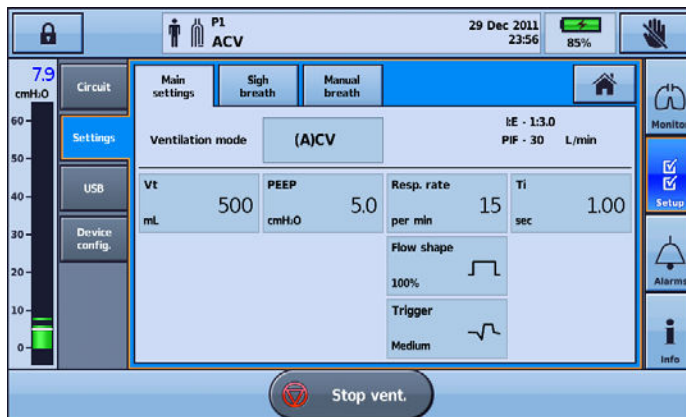 P1
ACV
29 Dec 2011
23:56
85%
7.9
cmH₂O
60
50
40
30
20
10
0
Circuit
Settings
USB
Device
config.
Main
settings
Sigh
breath
Manual
breath
Ventilation mode
(A)CV
I:E - 1:3.0
PIF - 30 L/min
Vt
500
mL
PEEP
5.0
cmH₂O
Resp. rate
15
per min
Ti
1.00
sec
Flow shape
100%
Trigger
Medium
Monitor
Setup
Alarms
Info
Stop vent.